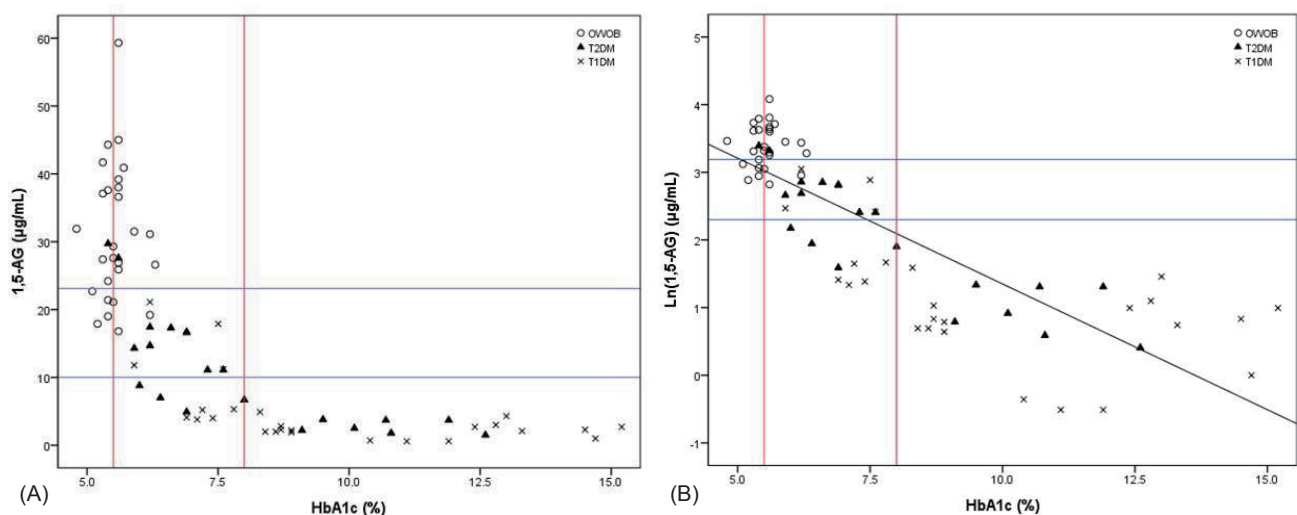 60
50
40
30
20
10
0
1,5-AG (µg/mL)
OWOB
T2DM
T1DM
5.0 7.5 10.0 12.5 15.0
HbA1c (%)
(A)
5
4
3
2
1
0
-1
Ln(1,5-AG) (µg/mL)
OWOB
T2DM
T1DM
5.0 7.5 10.0 12.5 15.0
HbA1c (%)
(B)